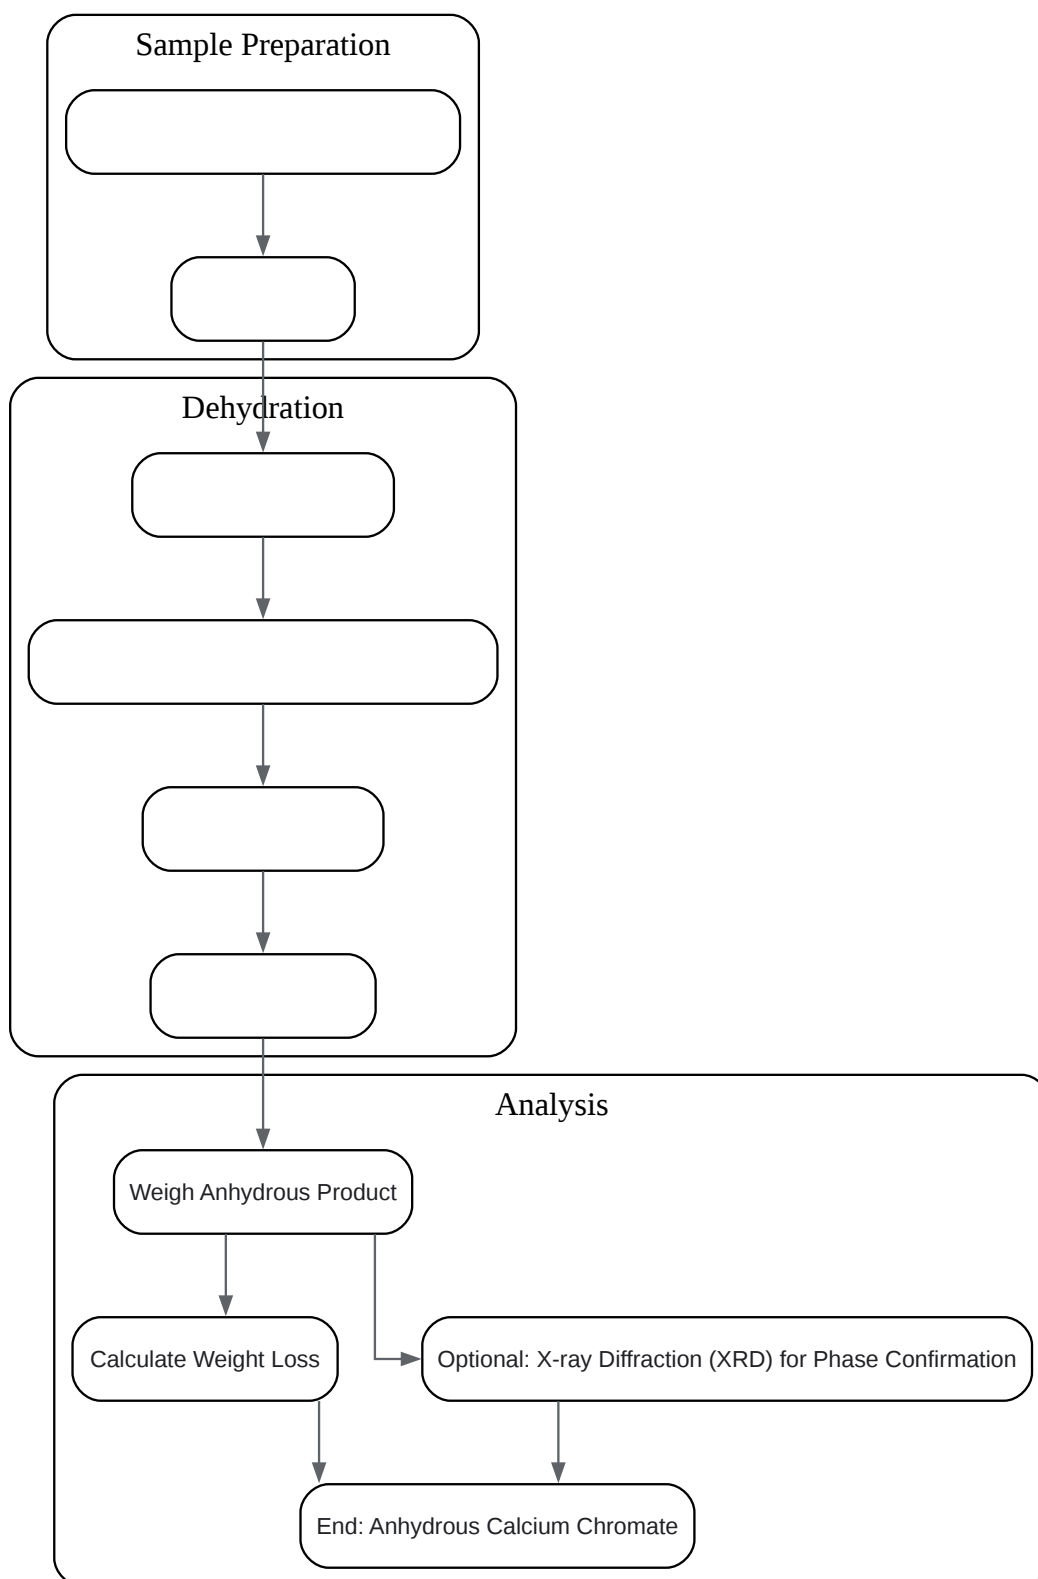 Sample Preparation
Dehydration
Analysis
Weigh Anhydrous Product
Calculate Weight Loss
Optional: X-ray Diffraction (XRD) for Phase Confirmation
End: Anhydrous Calcium Chromate